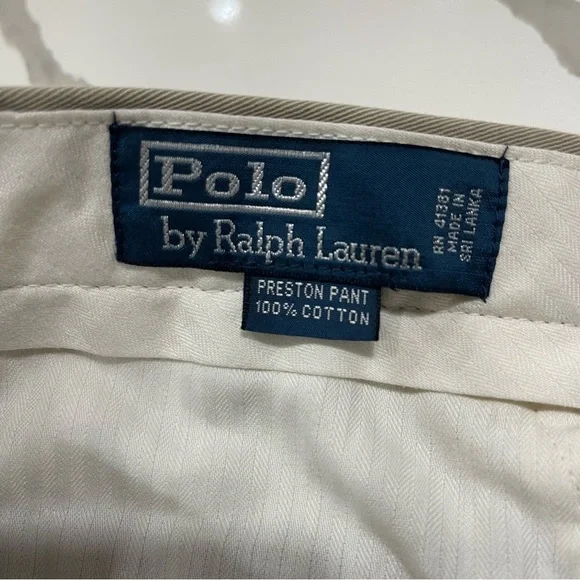 Polo
by Ralph Lauren
RN 41381
MADE IN
SRI LANKA
PRESTON PANT
100% COTTON